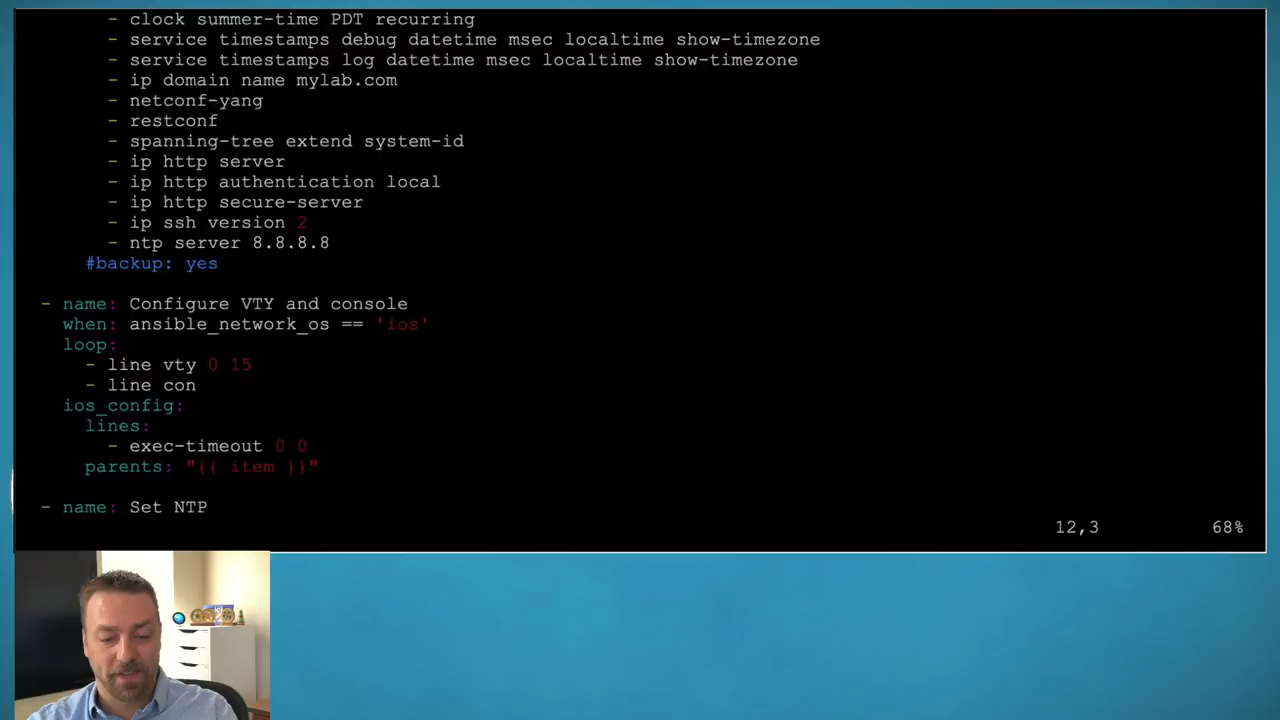 - clock summer-time PDT recurring
- service timestamps debug datetime msec localtime show-timezone
- service timestamps log datetime msec localtime show-timezone
- ip domain name mylab.com
- netconf-yang
- restconf
- spanning-tree extend system-id
- ip http server
- ip http authentication local
- ip http secure-server
- ip ssh version 2
- ntp server 8.8.8.8
#backup: yes
- name: Configure VTY and console
when: ansible_network_os == 'ios'
loop:
- line vty 0 15
- line con
ios_config:
lines:
- exec-timeout 0 0
parents: "{{ item }}"
- name: Set NTP
12,3 68%